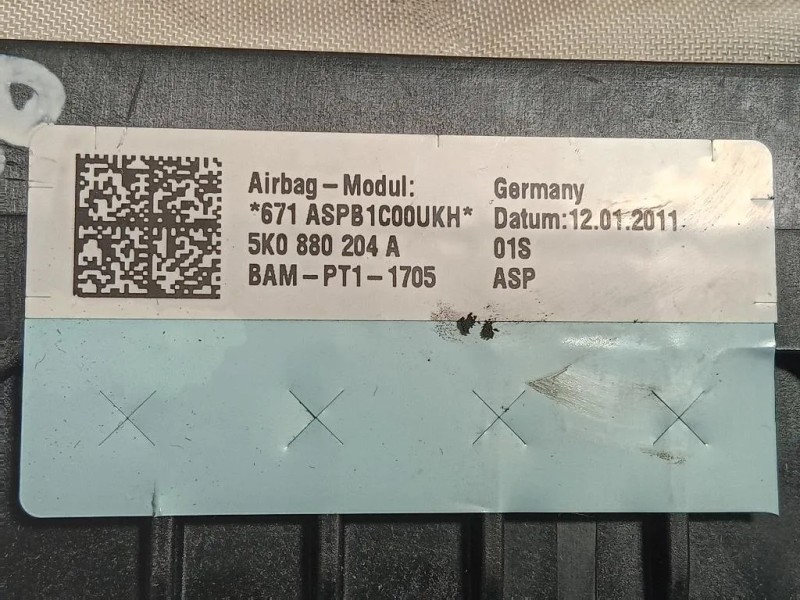 Airbag-Modul:
*671 ASPB1C00UKH*
5K0 880 204 A
BAM-PT1-1705
Germany
Datum:12.01.2011
01S
ASP